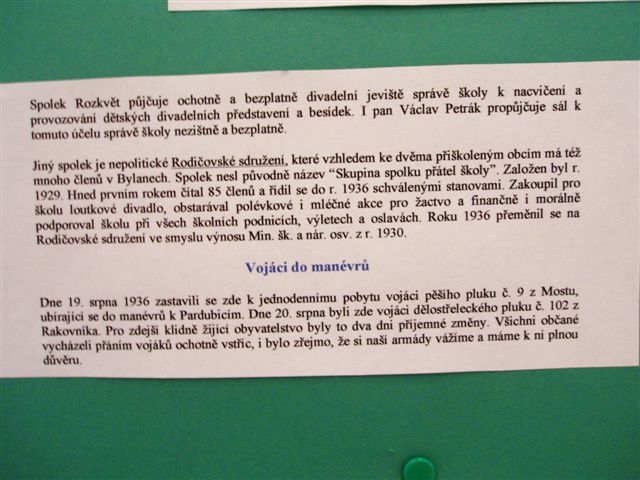 Spolek Rozkvět půjčuje ochotně a bezplatně divadelní jeviště správě školy k nacvičení a
provozování dětských divadelních představení a besídek. I pan Václav Petrák propůjčuje sál k
tomuto účelu správě školy nezištně a bezplatně.
Jiný spolek je nepolitické Rodičovské sdružení, které vzhledem ke dvěma přiškoleným obcím má též
mnoho členů v Bylanech. Spolek nesl původně název “Skupina spolku přátel školy”. Založen byl r.
1929. Hned prvním rokem čítal 85 členů a řídil se do r. 1936 schválenými stanovami. Zakoupil pro
školu loutkové divadlo, obstarával polévkové i mléčné akce pro žactvo a finančně i morálně
podporoval školu při všech školních podnicích, výletech a oslavách. Roku 1936 přeměnil se na
Rodičovské sdružení ve smyslu výnosu Min. šk. a nár. osv. z r. 1930.
Vojáci do manévrů
Dne 19. srpna 1936 zastavili se zde k jednodennímu pobytu vojáci pěšího pluku č. 9 z Mostu,
ubírající se do manévrů k Pardubicím. Dne 20. srpna byli zde vojáci dělostřeleckého pluku č. 102 z
Rakovníka. Pro zdejší klidně žijící obyvatelstvo byly to dva dni příjemné změny. Všichni občané
vycházeli přáním vojáků ochotně vstříc, i bylo zřejmo, že si naší armády vážíme a máme k ní plnou
důvěru.